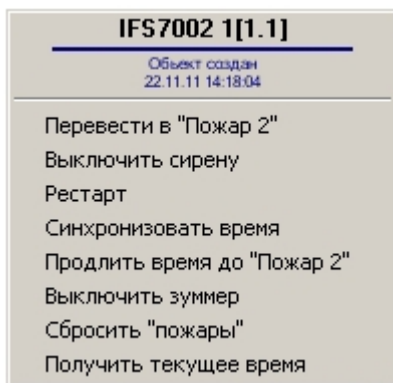 IFS7002 1[1.1]
Объект создан
22.11.11 14:18:04
Перевести в "Пожар 2"
Выключить сирену
Рестарт
Синхронизовать время
Продлить время до "Пожар 2"
Выключить зуммер
Сбросить "пожары"
Получить текущее время